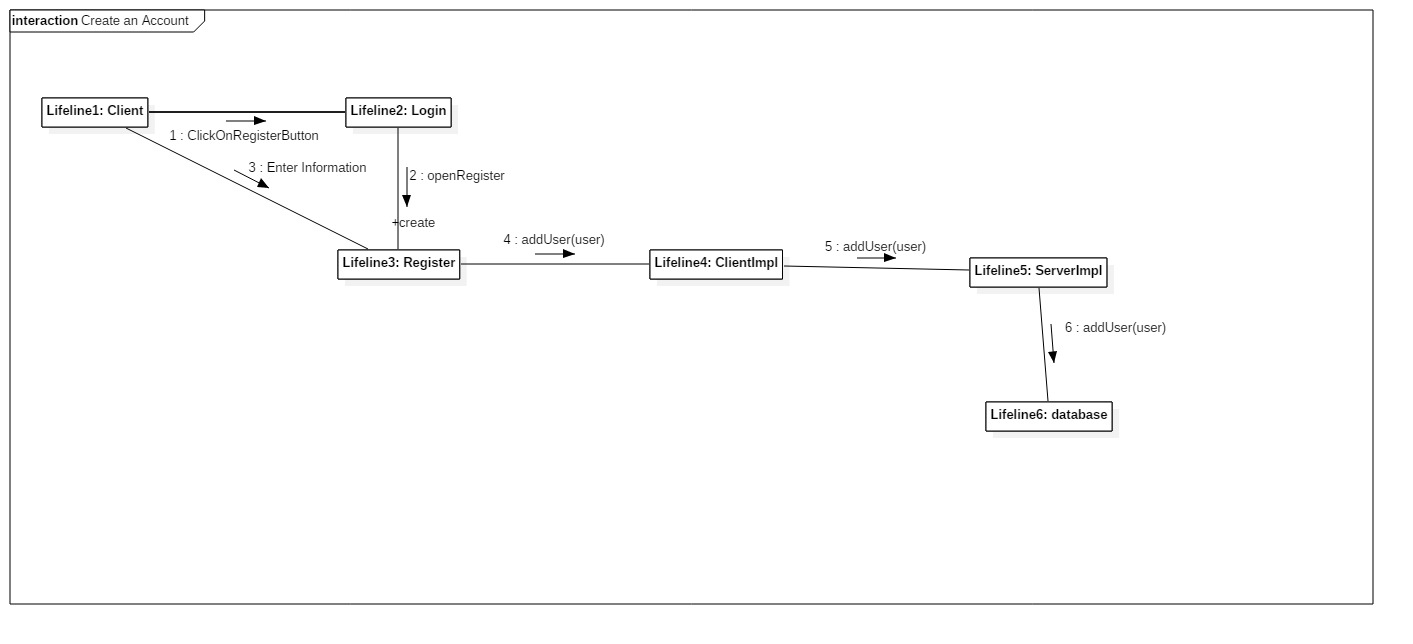 interaction Create an Account
Lifeline1: Client
Lifeline2: Login
1 : ClickOnRegisterButton
3 : Enter Information
2 : openRegister
+create
4 : addUser(user)
5 : addUser(user)
Lifeline3: Register
Lifeline4: ClientImpl
Lifeline5: ServerImpl
6 : addUser(user)
Lifeline6: database